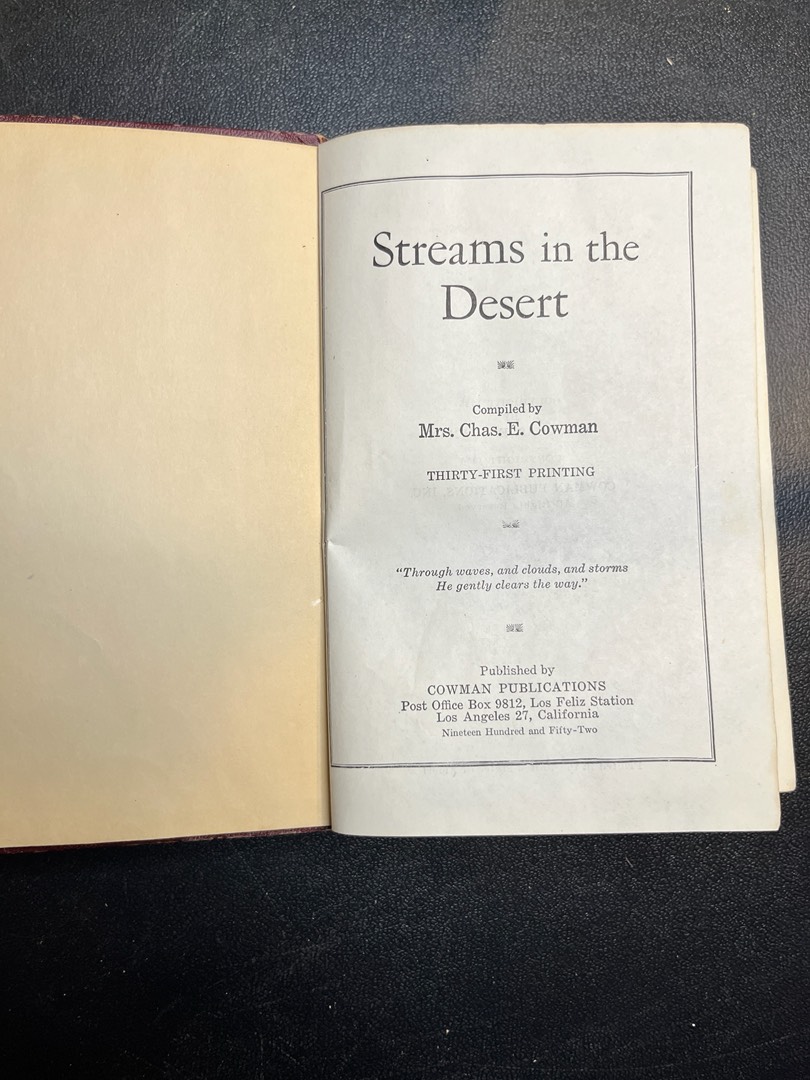 Streams in the
Desert
Compiled by
Mrs. Chas. E. Cowman
THIRTY-FIRST PRINTING
“Through waves, and clouds, and storms
He gently clears the way.”
Published by
COWMAN PUBLICATIONS
Post Office Box 9812, Los Feliz Station
Los Angeles 27, California
Nineteen Hundred and Fifty-Two